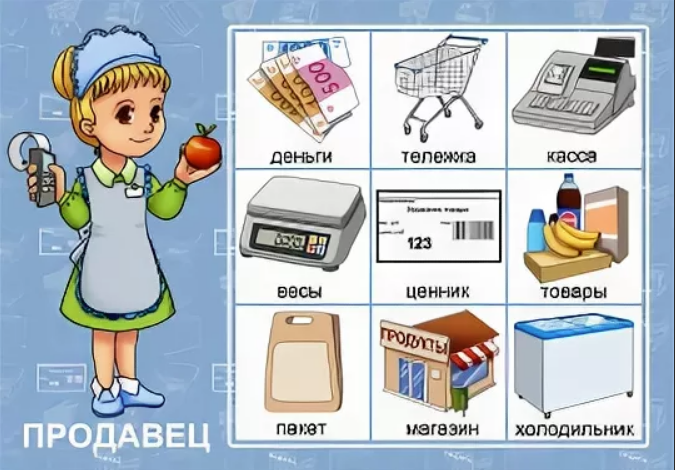 500
деньги
тележка
касса
весы
123
ценник
товары
пакет
ПРОДУКТЫ
магазин
холодильник
ПРОДАВЕЦ